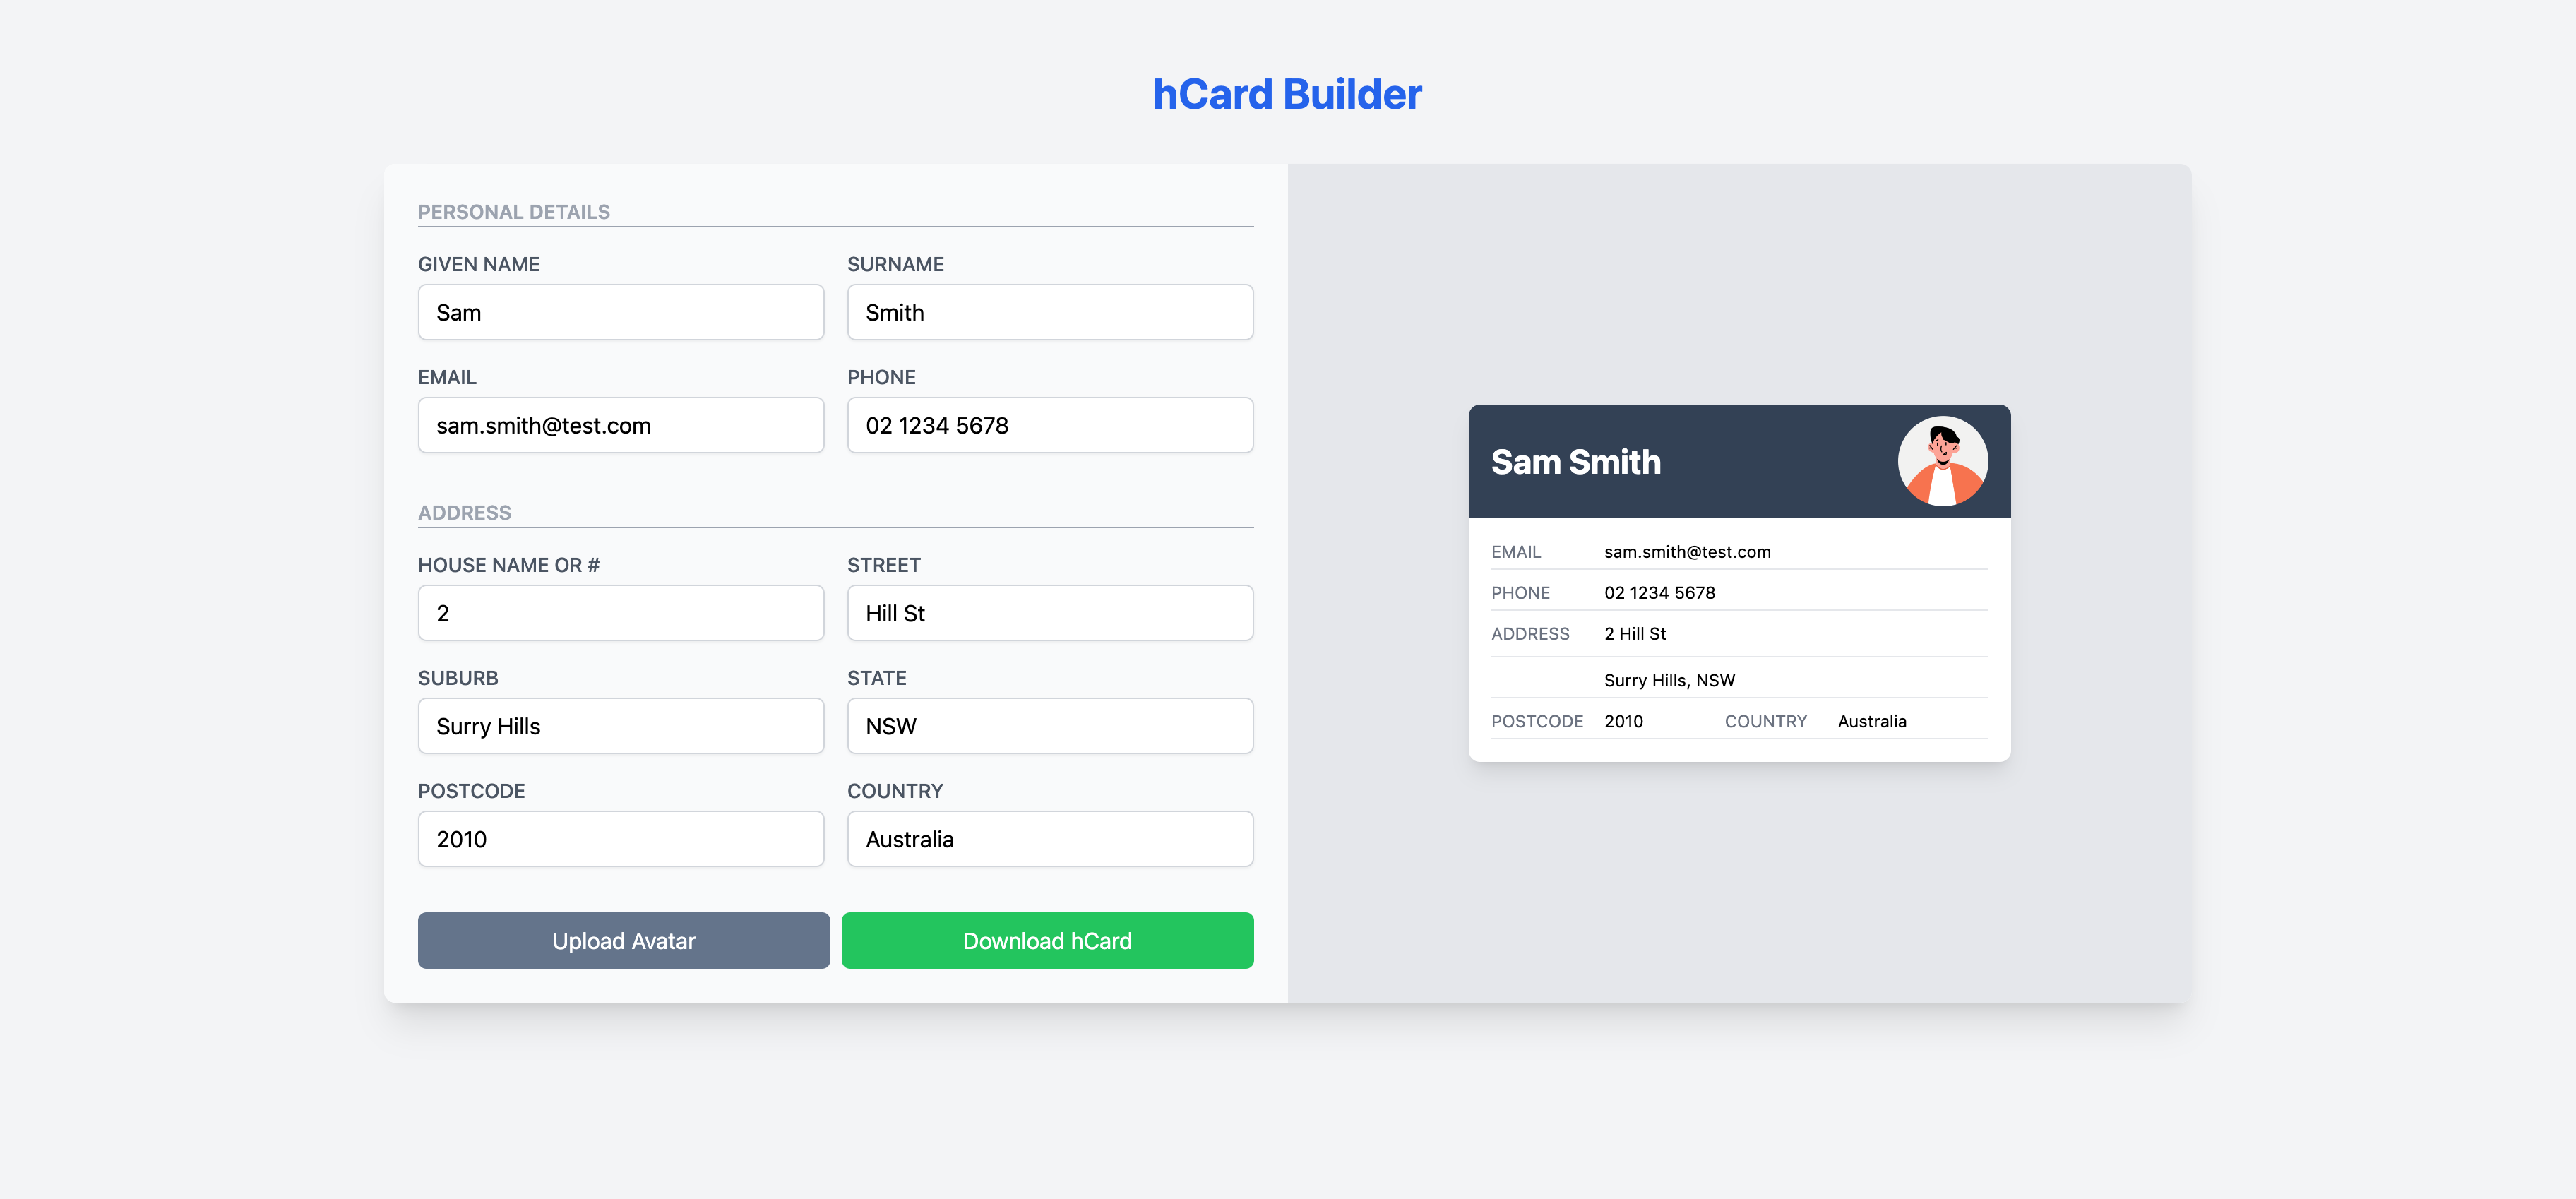 hCard Builder
PERSONAL DETAILS
GIVEN NAME
Sam
SURNAME
Smith
EMAIL
sam.smith@test.com
PHONE
02 1234 5678
ADDRESS
HOUSE NAME OR #
2
STREET
Hill St
SUBURB
Surry Hills
STATE
NSW
POSTCODE
2010
COUNTRY
Australia
Upload Avatar
Download hCard
Sam Smith
EMAIL sam.smith@test.com
PHONE 02 1234 5678
ADDRESS 2 Hill St
Surry Hills, NSW
POSTCODE 2010 COUNTRY Australia